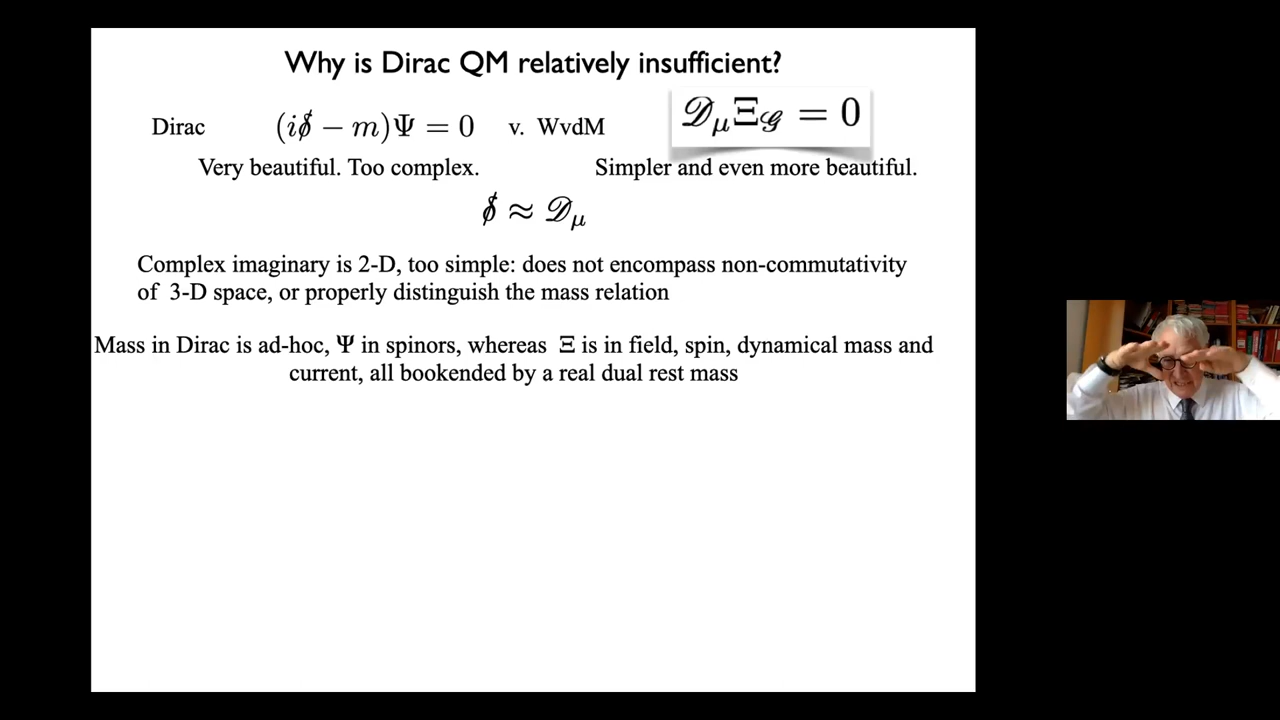 Why is Dirac QM relatively insufficient?
Dirac (i∂̸ − m)Ψ = 0 v. WvdM 𝒟μΞ𝒢 = 0
Very beautiful. Too complex. Simpler and even more beautiful.
∂̸ ≈ 𝒟μ
Complex imaginary is 2-D, too simple: does not encompass non-commutativity
of 3-D space, or properly distinguish the mass relation
Mass in Dirac is ad-hoc, Ψ in spinors, whereas Ξ is in field, spin, dynamical mass and
current, all bookended by a real dual rest mass